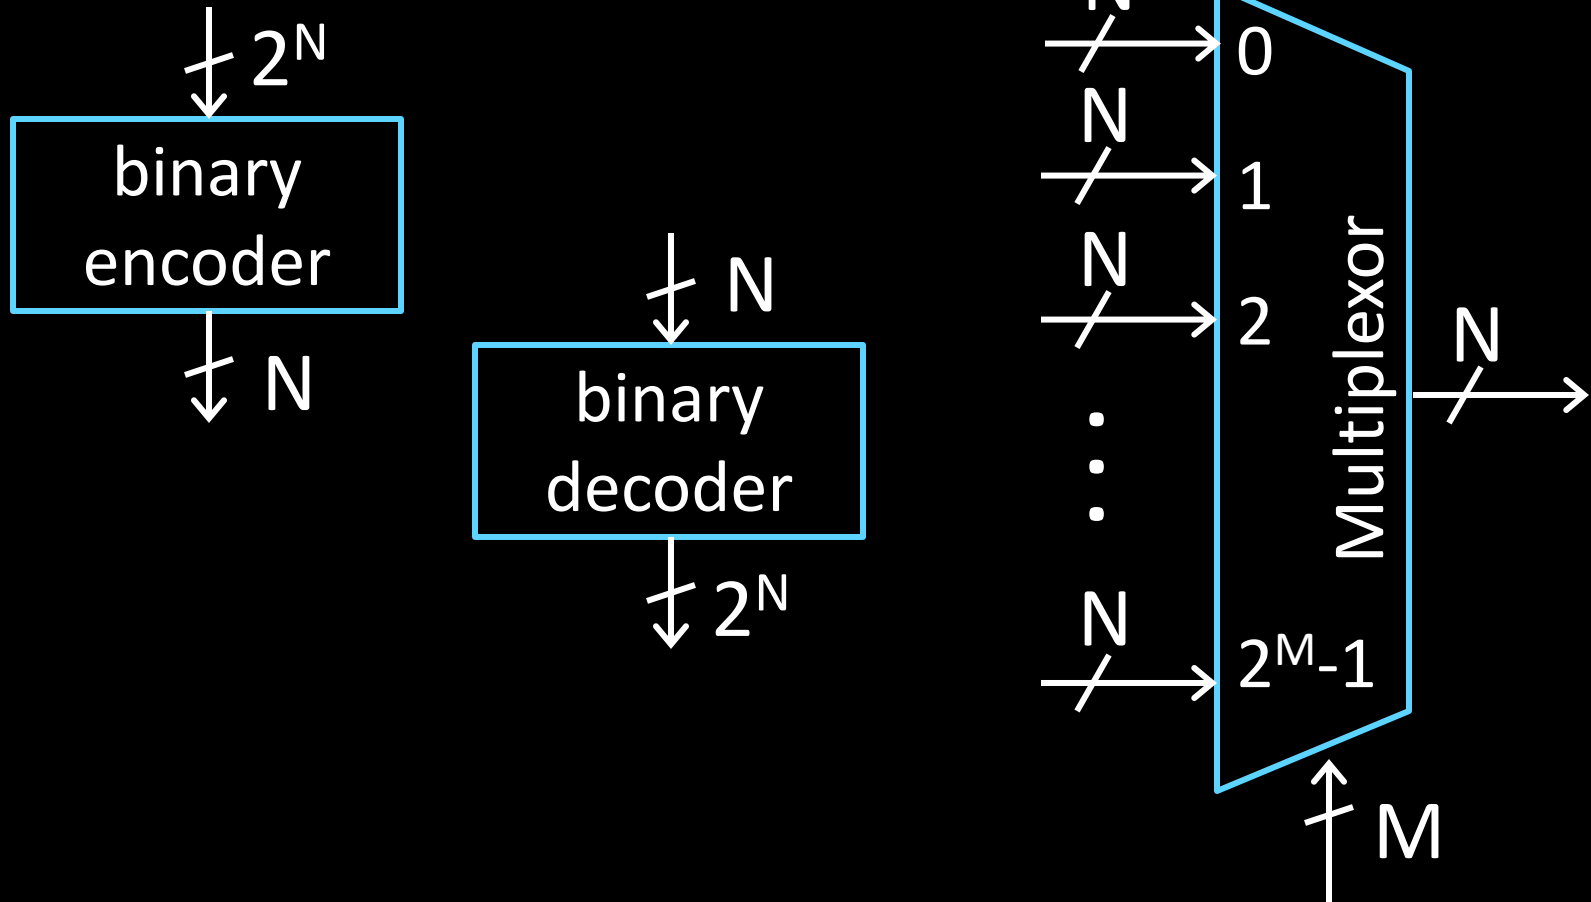 2^N
binary
encoder
N
N
binary
decoder
2^N
N
0
N
1
N
2
N
2^M-1
Multiplexor
N
M